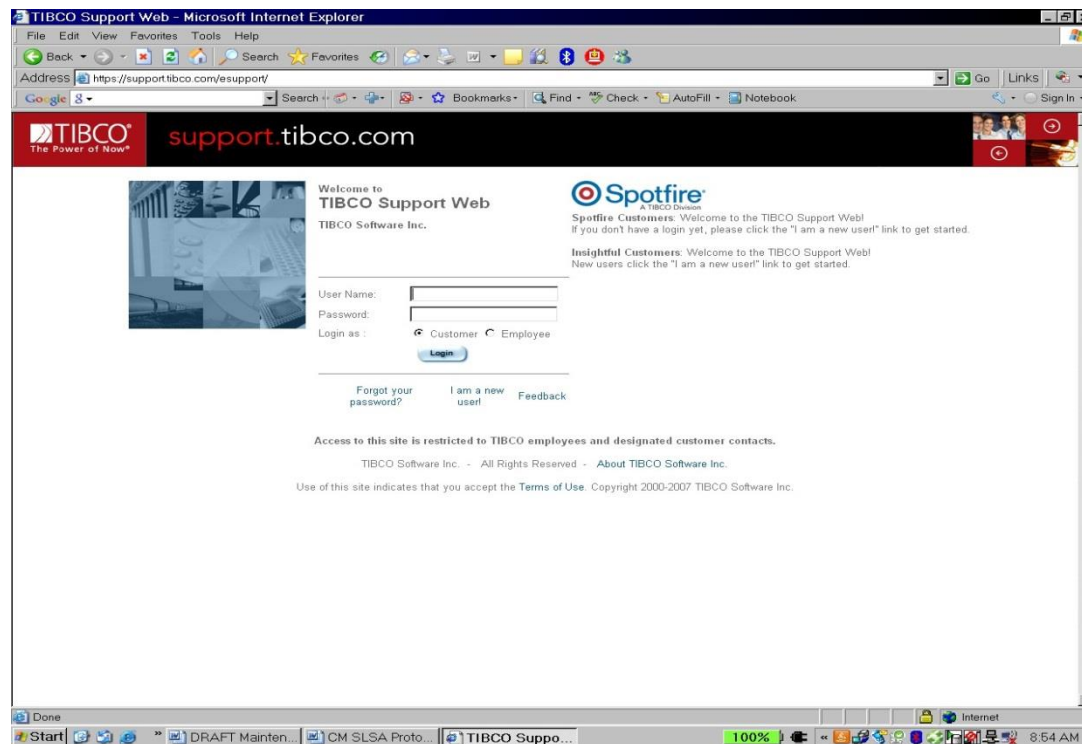 TIBCO Support Web - Microsoft Internet Explorer
File Edit View Favorites Tools Help
Back Search Favorites
Address https://support.tibco.com/esupport/ Go Links
Google Search Bookmarks Find Check AutoFill Notebook Sign In
TIBCO®
The Power of Now®
support.tibco.com
Welcome to
TIBCO Support Web
TIBCO Software Inc.
Spotfire
A TIBCO Division
Spotfire Customers: Welcome to the TIBCO Support Web!
If you don't have a login yet, please click the "I am a new user!" link to get started.
Insightful Customers: Welcome to the TIBCO Support Web!
New users click the "I am a new user!" link to get started.
User Name:
Password:
Login as : Customer Employee
Login
Forgot your password?
I am a new user!
Feedback
Access to this site is restricted to TIBCO employees and designated customer contacts.
TIBCO Software Inc. - All Rights Reserved - About TIBCO Software Inc.
Use of this site indicates that you accept the Terms of Use. Copyright 2000-2007 TIBCO Software Inc.
Done Internet
Start DRAFT Mainten... CM SLSA Proto... TIBCO Suppo... 100% 8:54 AM